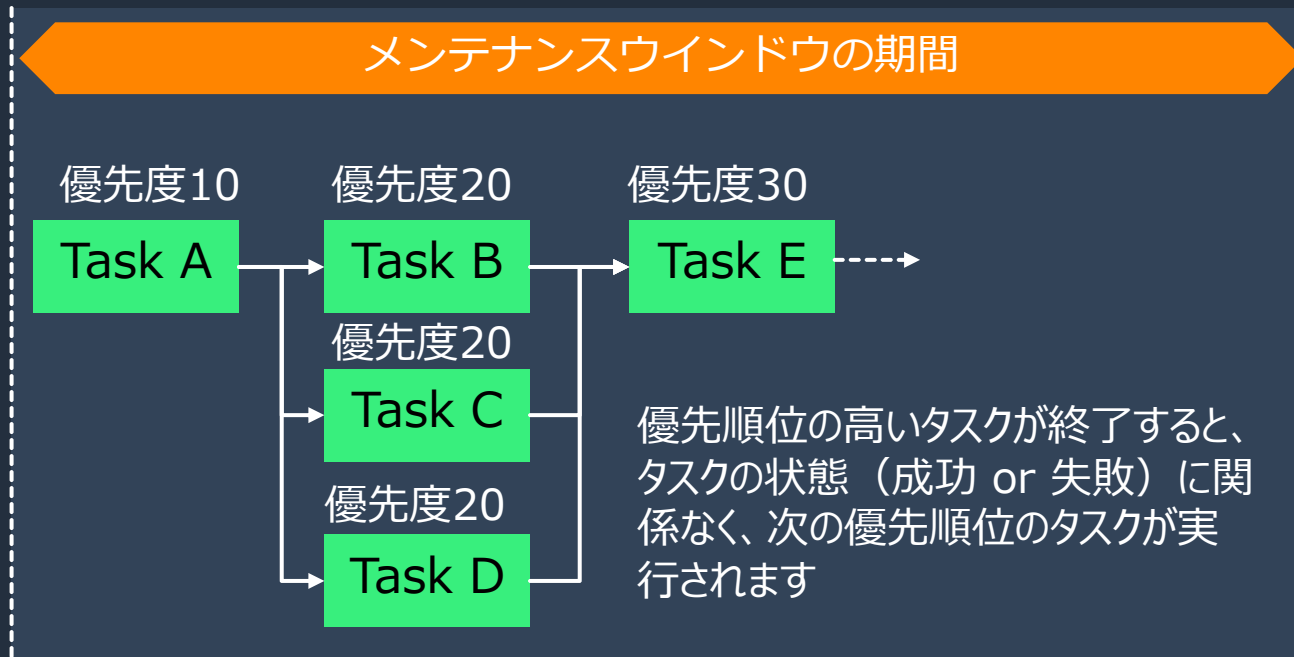 メンテナンスウインドウの期間
優先度10
優先度20
優先度30
Task A
Task B
Task E
優先度20
Task C
優先度20
Task D
優先順位の高いタスクが終了すると、
タスクの状態（成功 or 失敗）に関
係なく、次の優先順位のタスクが実
行されます